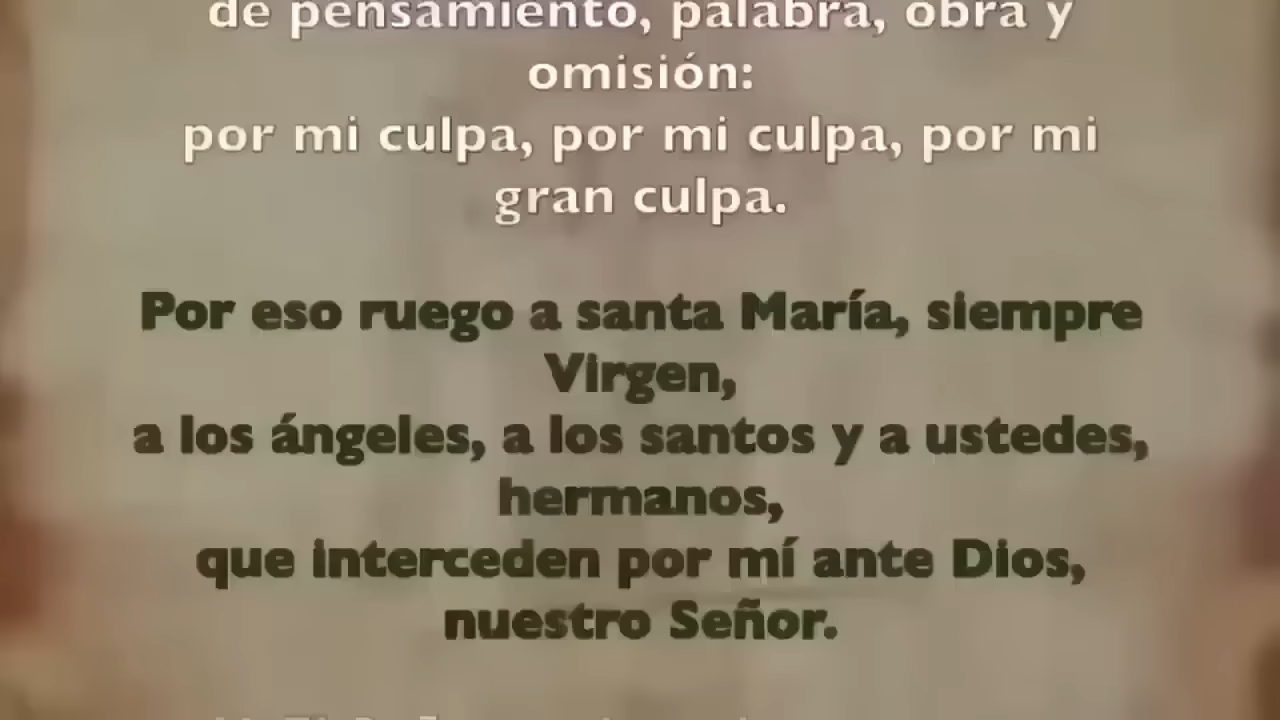 de pensamiento, palabra, obra y
omisión:
por mi culpa, por mi culpa, por mi
gran culpa.
Por eso ruego a santa María, siempre
Virgen,
a los ángeles, a los santos y a ustedes,
hermanos,
que interceden por mí ante Dios,
nuestro Señor.